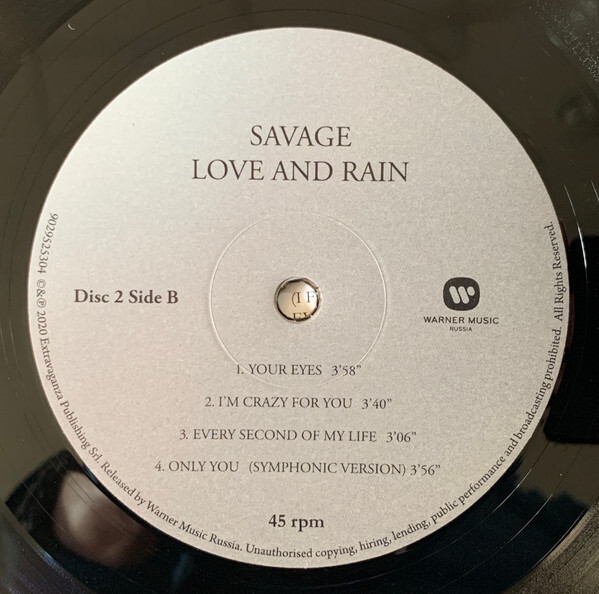 SAVAGE
LOVE AND RAIN
Disc 2 Side B
WARNER MUSIC
RUSSIA
1. YOUR EYES 3'58"
2. I'M CRAZY FOR YOU 3'40"
3. EVERY SECOND OF MY LIFE 3'06"
4. ONLY YOU (SYMPHONIC VERSION) 3'56"
45 rpm
9029525304 ©&℗ 2020 Extravaganza Publishing Srl. Released by Warner Music Russia. Unauthorised copying, hiring, lending, public performance and broadcasting prohibited. All Rights Reserved.